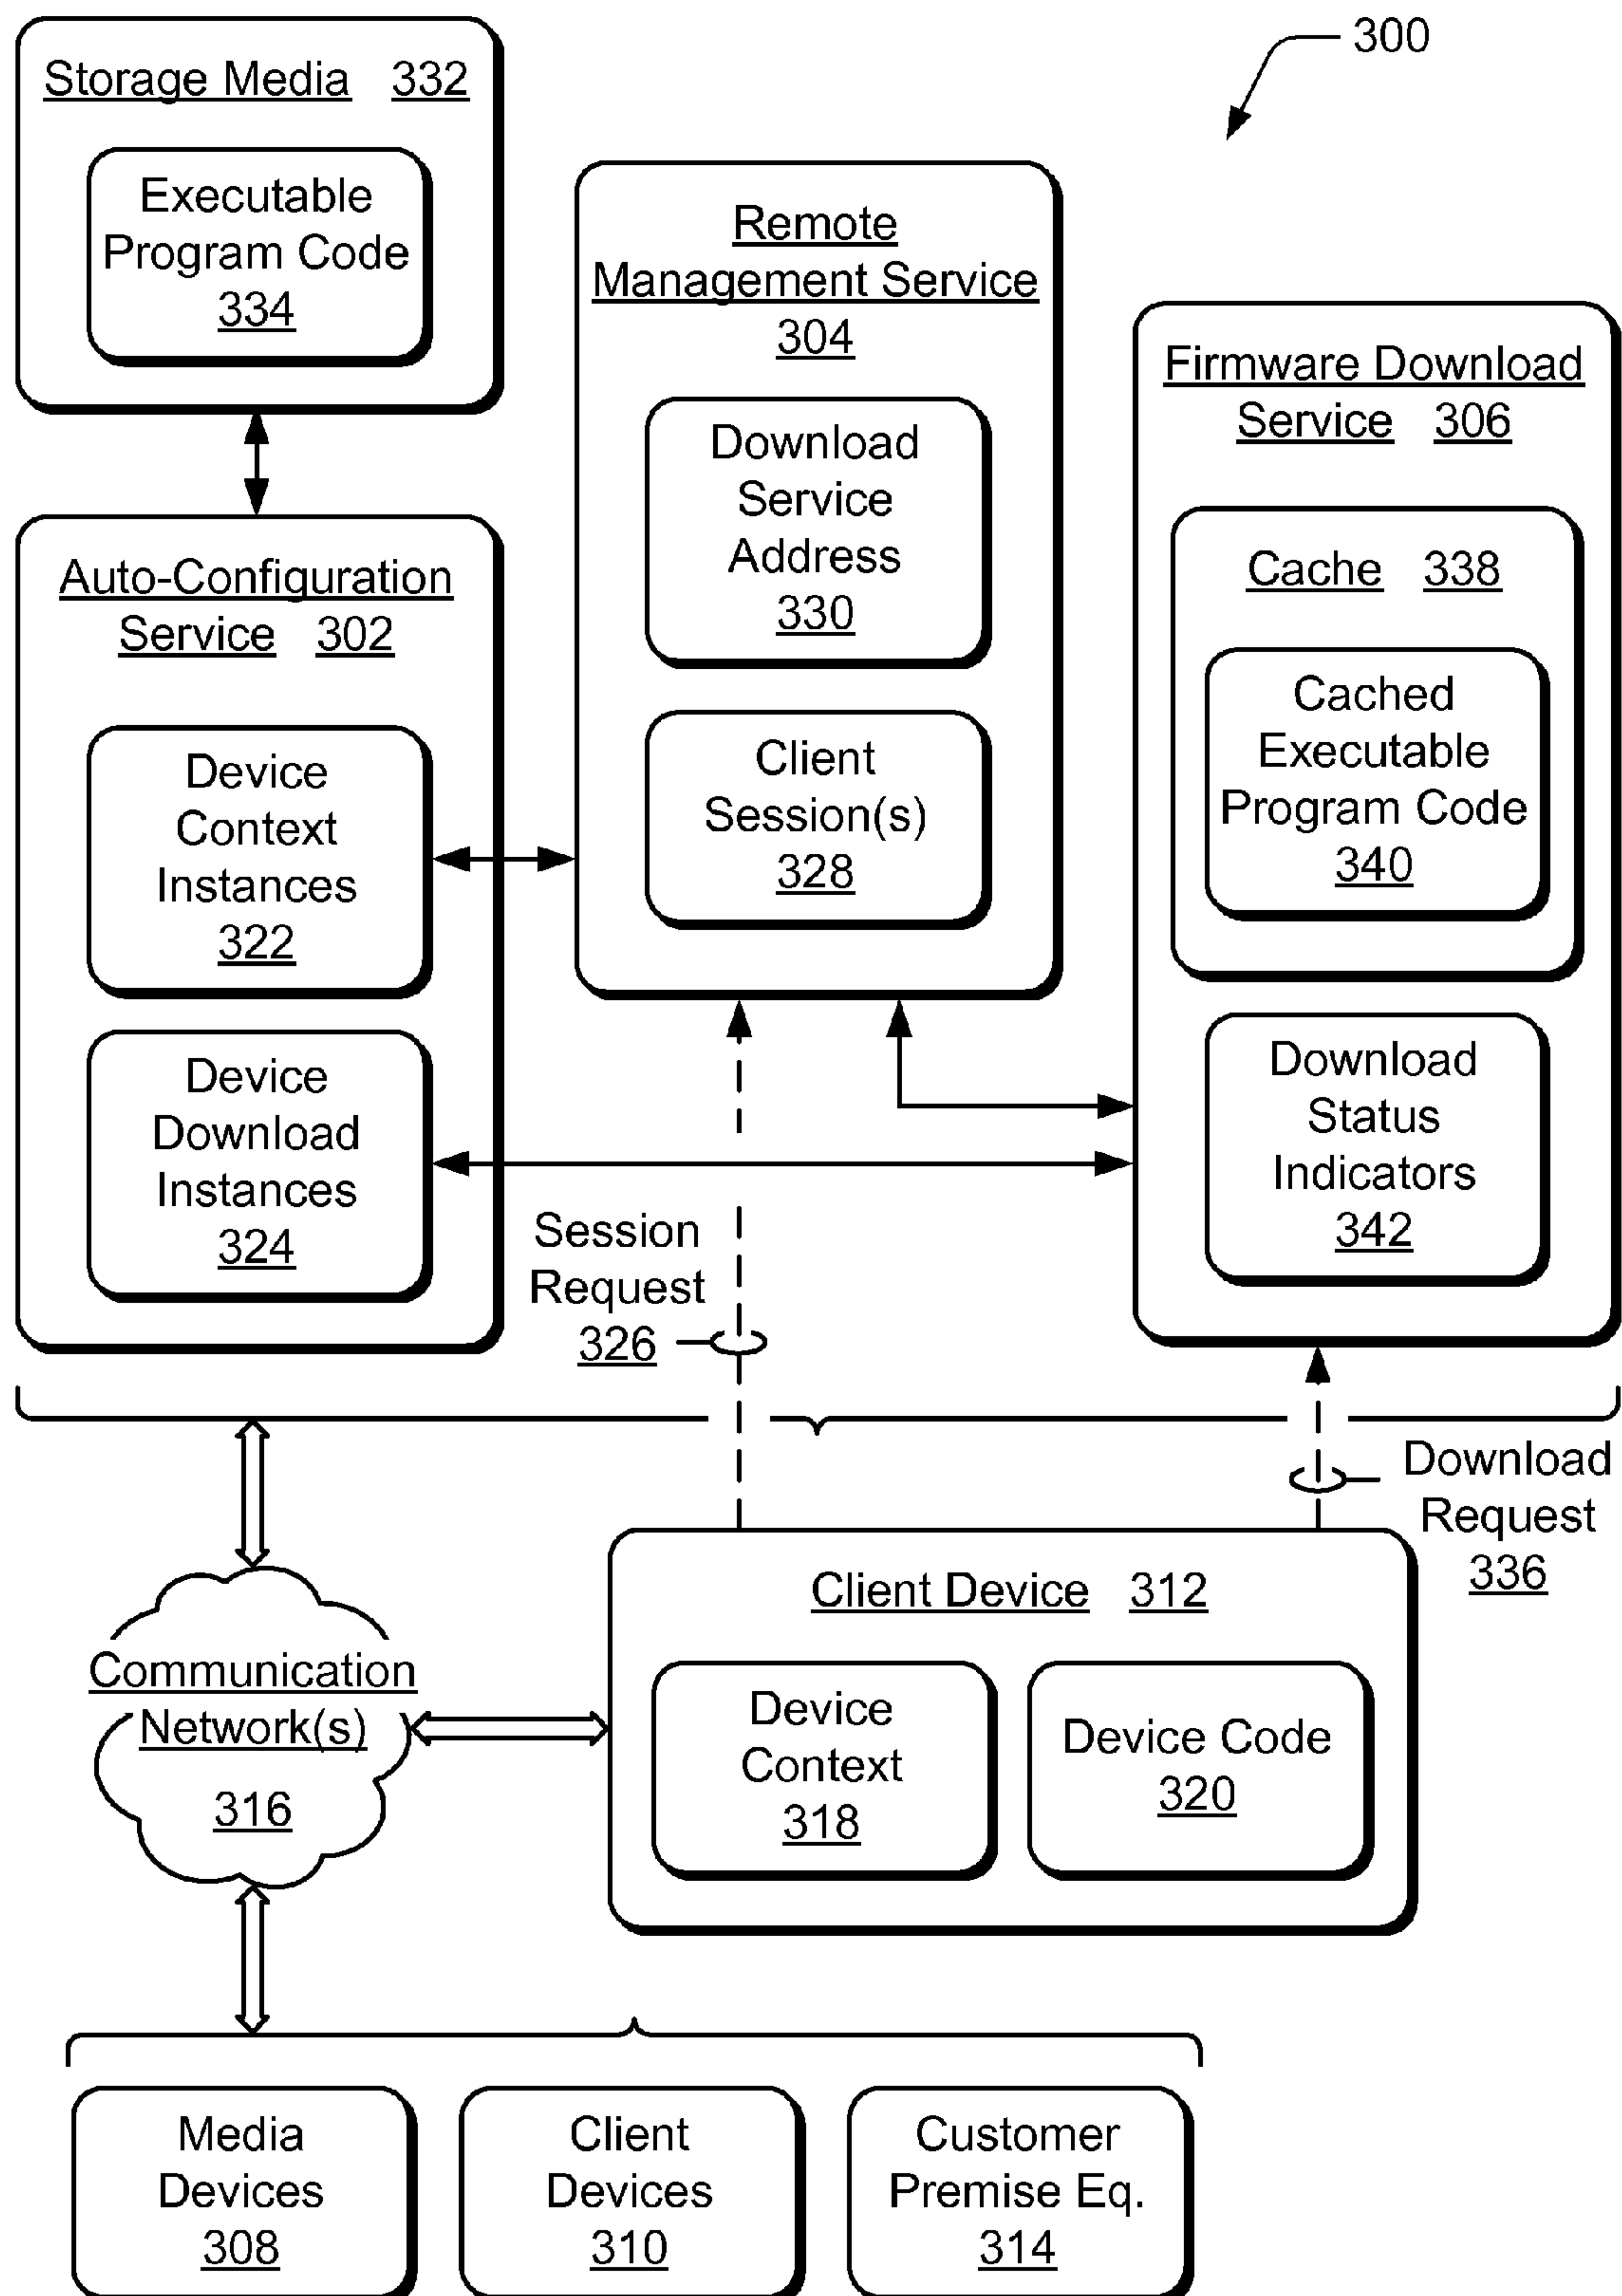 300
Storage Media 332
Executable
Program Code
334
Remote
Management Service
304
Download
Service
Address
330
Client
Session(s)
328
Firmware Download
Service 306
Cache 338
Cached
Executable
Program Code
340
Download
Status
Indicators
342
Auto-Configuration
Service 302
Device
Context
Instances
322
Device
Download
Instances
324
Session
Request
326
Download
Request
336
Client Device 312
Device
Context
318
Device Code
320
Communication
Network(s)
316
Media
Devices
308
Client
Devices
310
Customer
Premise Eq.
314